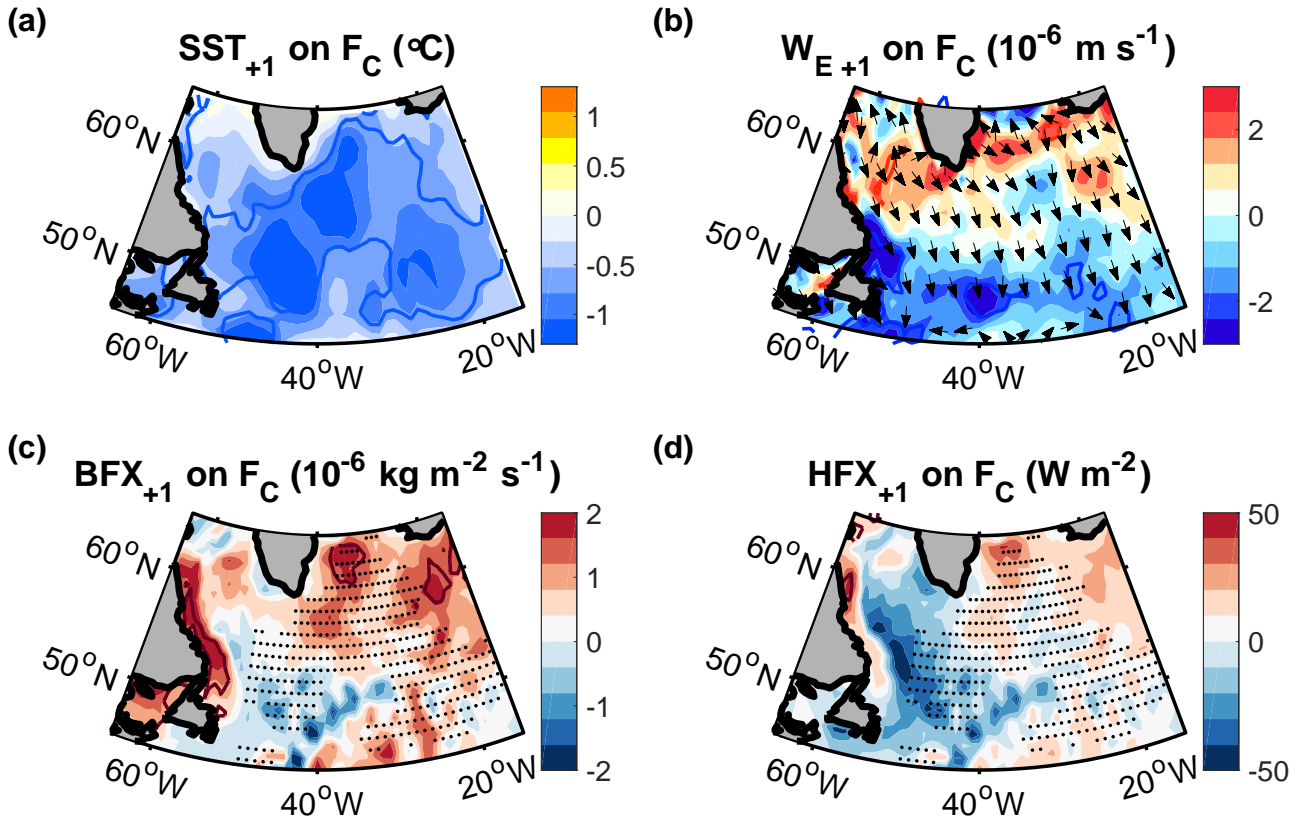 (a)
SST+1 on FC (°C)
60°N
50°N
60°W
40°W
20°W
1
0.5
0
-0.5
-1
(b)
WE +1 on FC (10-6 m s-1)
60°N
50°N
60°W
40°W
20°W
2
0
-2
(c)
BFX+1 on FC (10-6 kg m-2 s-1)
60°N
50°N
60°W
40°W
20°W
2
1
0
-1
-2
(d)
HFX+1 on FC (W m-2)
60°N
50°N
60°W
40°W
20°W
50
0
-50